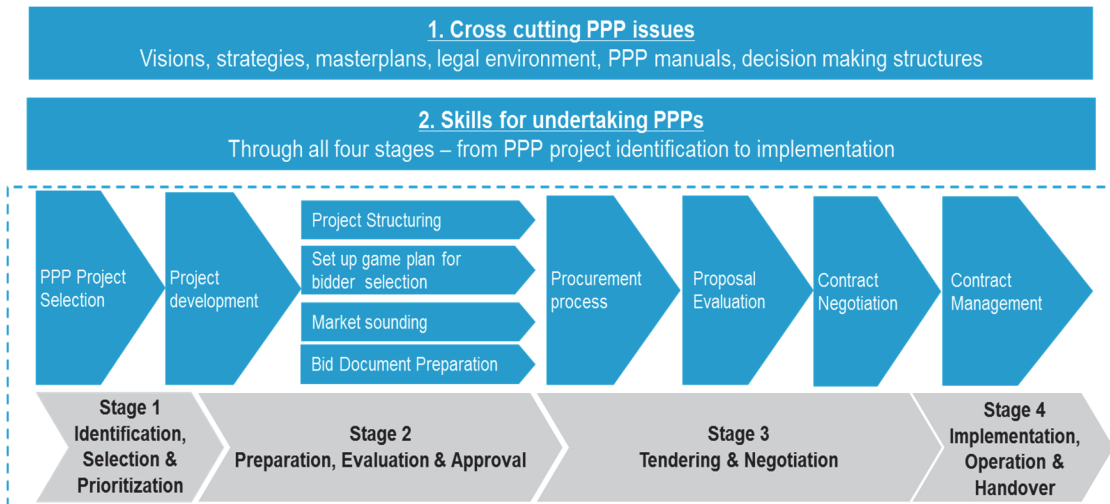 1. Cross cutting PPP issues
Visions, strategies, masterplans, legal environment, PPP manuals, decision making structures
2. Skills for undertaking PPPs
Through all four stages – from PPP project identification to implementation
PPP Project
Selection
Project
development
Project Structuring
Set up game plan for
bidder selection
Market sounding
Bid Document Preparation
Procurement
process
Proposal
Evaluation
Contract
Negotiation
Contract
Management
Stage 1
Identification,
Selection &
Prioritization
Stage 2
Preparation, Evaluation & Approval
Stage 3
Tendering & Negotiation
Stage 4
Implementation,
Operation &
Handover